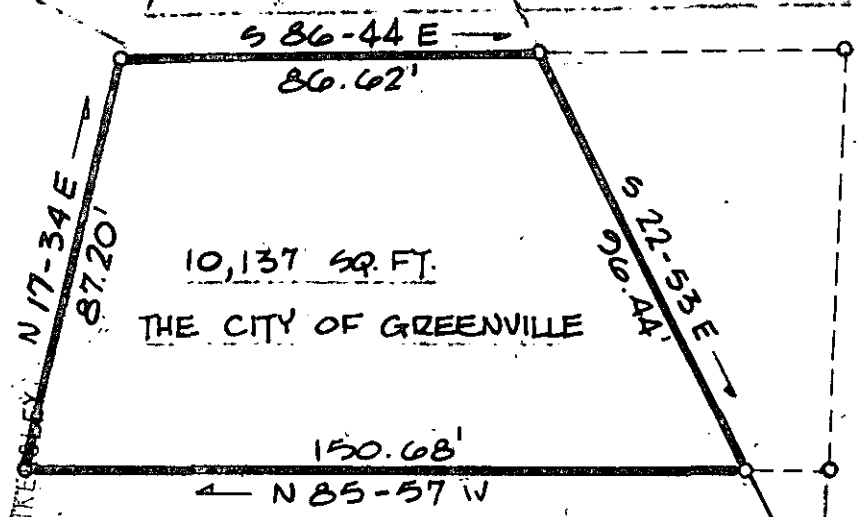 S 86-44 E
86.62'
N 17-34 E
87.20'
S 22-53 E
96.44'
10,137 SQ. FT.
THE CITY OF GREENVILLE
150.68'
N 85-57 W